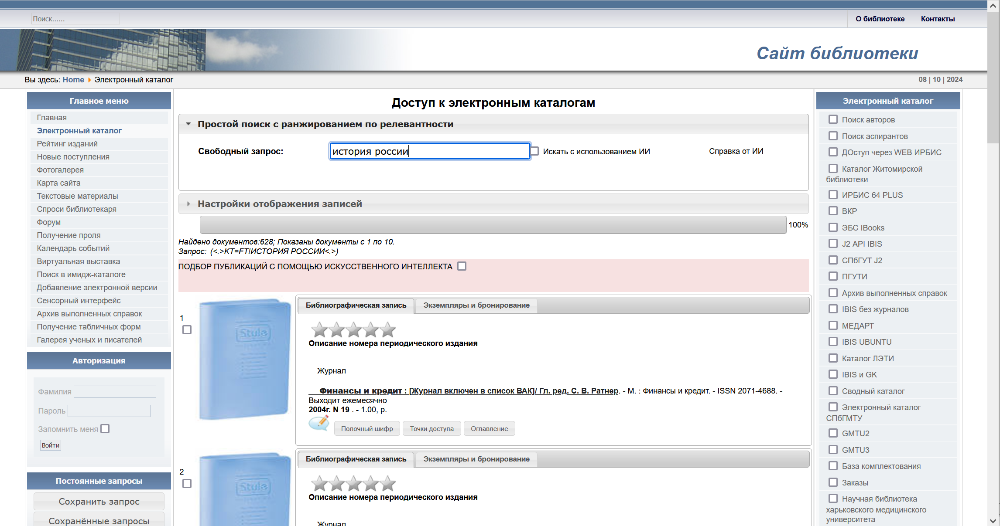 Поиск......
О библиотеке
Контакты
Сайт библиотеки
Вы здесь: Home Электронный каталог
08 | 10 | 2024
Главное меню
Главная
Электронный каталог
Рейтинг изданий
Новые поступления
Фотогалерея
Карта сайта
Текстовые материалы
Спроси библиотекаря
Форум
Получение проля
Календарь событий
Виртуальная выставка
Поиск в имидж-каталоге
Добавление электронной версии
Сенсорный интерфейс
Архив выполненных справок
Получение табличных форм
Галерея ученых и писателей
Авторизация
Фамилия
Пароль
Запомнить меня
Войти
Постоянные запросы
Сохранить запрос
Сохранённые запросы
Доступ к электронным каталогам
Простой поиск с ранжированием по релевантности
Свободный запрос:
история россии
Искать с использованием ИИ
Справка от ИИ
Настройки отображения записей
100%
Найдено документов:628; Показаны документы с 1 по 10.
Запрос: (<.>KT=FT!ИСТОРИЯ РОССИИ<.>)
ПОДБОР ПУБЛИКАЦИЙ С ПОМОЩЬЮ ИСКУССТВЕННОГО ИНТЕЛЛЕКТА
1
Stule
Библиографическая запись
Экземпляры и бронирование
Описание номера периодического издания
Журнал
Финансы и кредит : [Журнал включен в список ВАК]/ Гл. ред. С. В. Ратнер. - М. : Финансы и кредит. - ISSN 2071-4688. -
Выходит ежемесячно
2004г. N 19 . - 1.00, р.
Полочный шифр
Точки доступа
Оглавление
2
Stule
Библиографическая запись
Экземпляры и бронирование
Описание номера периодического издания
Журнал
Электронный каталог
Поиск авторов
Поиск аспирантов
ДОступ через WEB ИРБИС
Каталог Житомирской
библиотеки
ИРБИС 64 PLUS
ВКР
ЭБС IBooks
J2 API IBIS
СПбГУТ J2
ПГУТИ
Архив выполненных справок
IBIS без журналов
МЕДАРТ
IBIS UBUNTU
Каталог ЛЭТИ
IBIS и GK
Сводный каталог
Электронный каталог
СПбГМТУ
GMTU2
GMTU3
База комплектования
Заказы
Научная библиотека
харьковского медицинского
университета